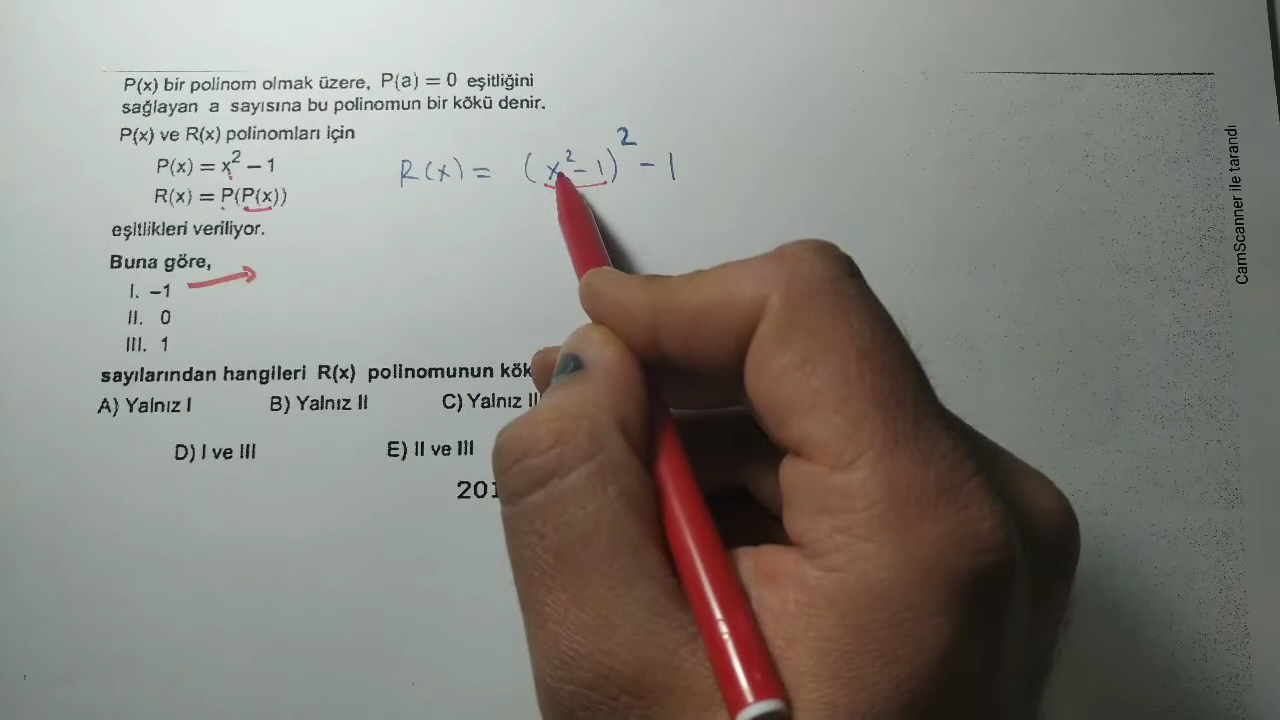 P(x) bir polinom olmak üzere, P(a) = 0 eşitliğini
sağlayan a sayısına bu polinomun bir kökü denir.
P(x) ve R(x) polinomları için
P(x) = x² – 1
R(x) = P(P(x))
eşitlikleri veriliyor.
Buna göre,
I. –1
II. 0
III. 1
sayılarından hangileri R(x) polinomunun kök
A) Yalnız I B) Yalnız II C) Yalnız II
D) I ve III E) II ve III
201
R(x) = (x² – 1)² – 1
CamScanner ile tarandı